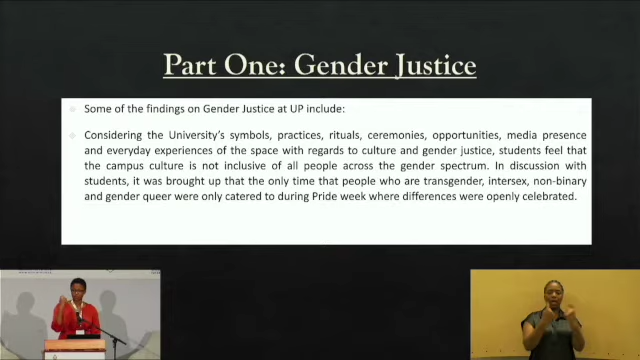 Part One: Gender Justice
Some of the findings on Gender Justice at UP include:
Considering the University's symbols, practices, rituals, ceremonies, opportunities, media presence
and everyday experiences of the space with regards to culture and gender justice, students feel that
the campus culture is not inclusive of all people across the gender spectrum. In discussion with
students, it was brought up that the only time that people who are transgender, intersex, non-binary
and gender queer were only catered to during Pride week where differences were openly celebrated.